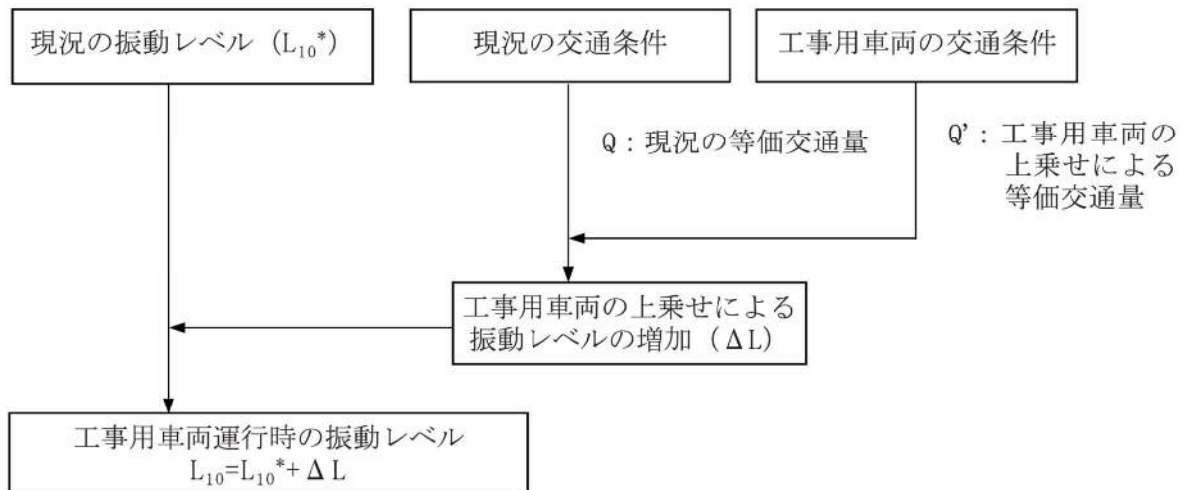 現況の振動レベル（L₁₀*）
現況の交通条件
工事用車両の交通条件
Q：現況の等価交通量
Q’：工事用車両の
上乗せによる
等価交通量
工事用車両の上乗せによる
振動レベルの増加（ΔL）
工事用車両運行時の振動レベル
L₁₀=L₁₀*+ΔL